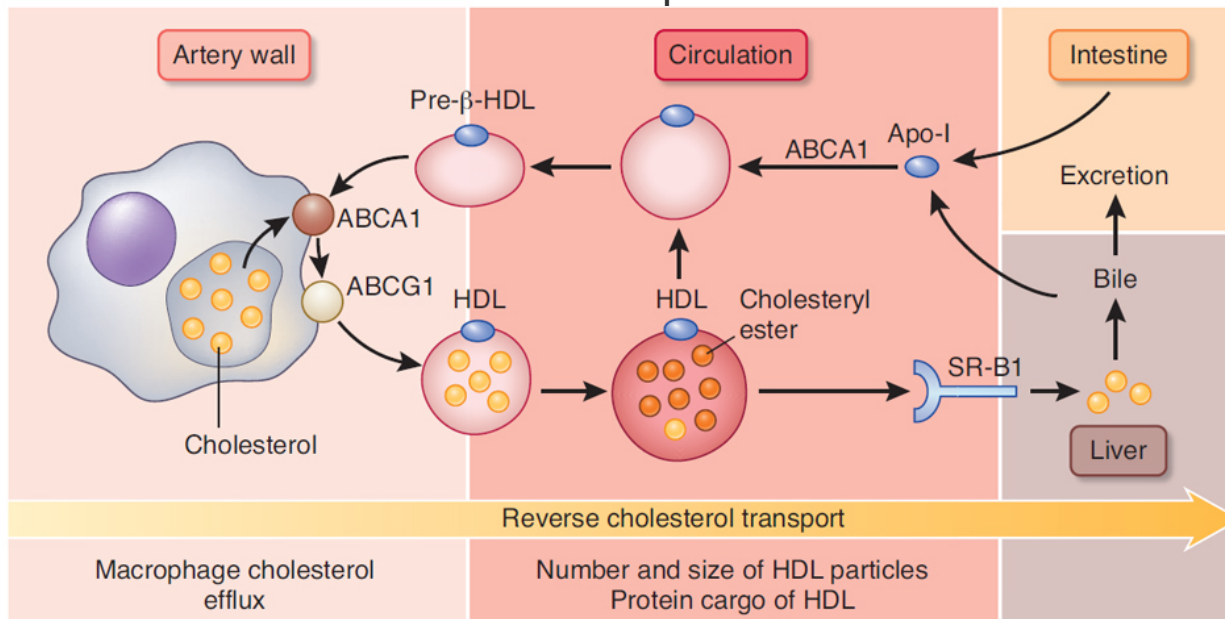 Artery wall
Circulation
Intestine
Pre-β-HDL
Apo-I
ABCA1
Excretion
ABCA1
ABCG1
HDL
HDL
Cholesteryl
ester
Bile
SR-B1
Cholesterol
Liver
Reverse cholesterol transport
Macrophage cholesterol
efflux
Number and size of HDL particles
Protein cargo of HDL